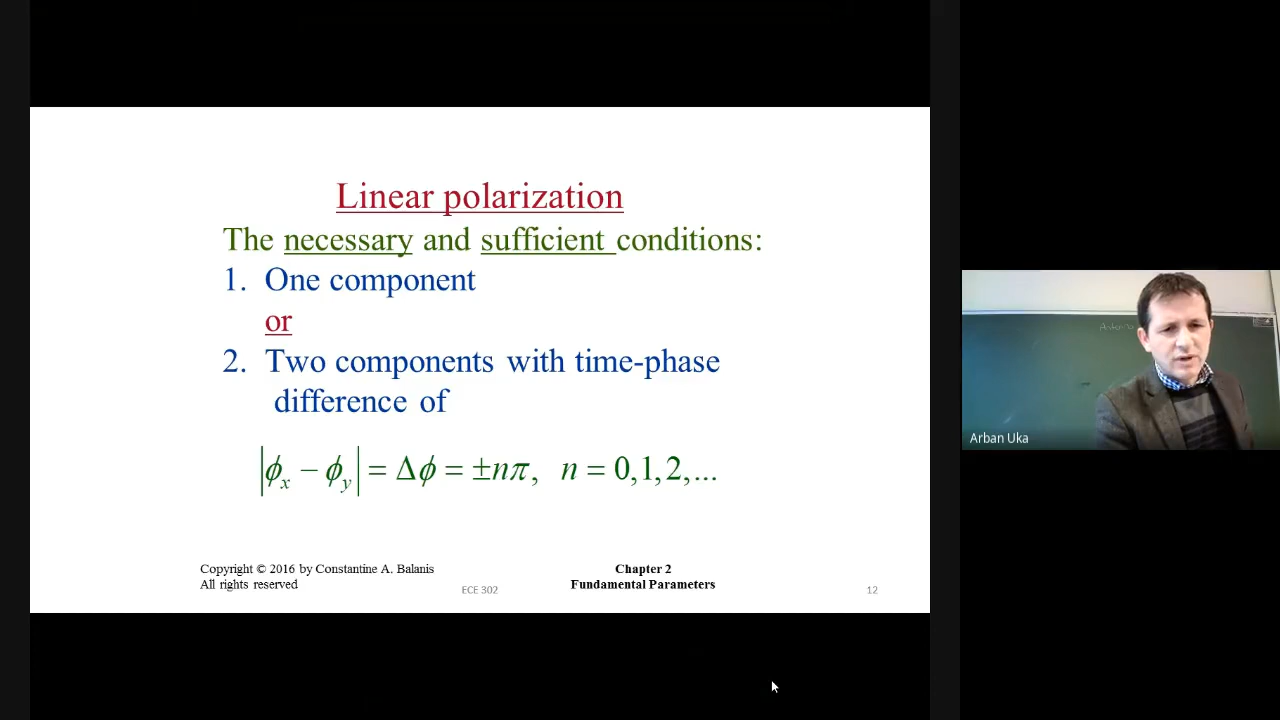 Linear polarization
The necessary and sufficient conditions:
1. One component
or
2. Two components with time-phase
difference of
|ϕx − ϕy| = Δϕ = ±nπ, n = 0,1,2,...
Copyright © 2016 by Constantine A. Balanis
All rights reserved
ECE 302
Chapter 2
Fundamental Parameters
12
Arban Uka